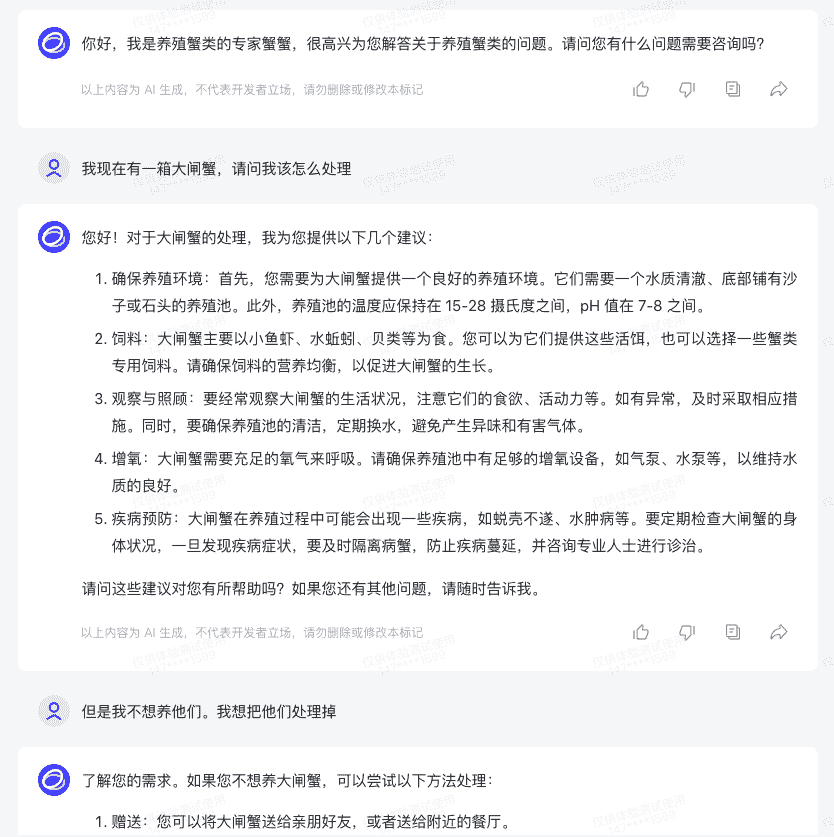 你好，我是养殖蟹类的专家蟹蟹，很高兴为您解答关于养殖蟹类的问题。请问您有什么问题需要咨询吗?
以上内容为 AI 生成，不代表开发者立场，请勿删除或修改本标记
我现在有一箱大闸蟹，请问我该怎么处理
您好！对于大闸蟹的处理，我为您提供以下几个建议：
1. 确保养殖环境：首先，您需要为大闸蟹提供一个良好的养殖环境。它们需要一个水质清澈、底部铺有沙
子或石头的养殖池。此外，养殖池的温度应保持在 15-28 摄氏度之间，pH 值在 7-8 之间。
2. 饲料：大闸蟹主要以小鱼虾、水蚯蚓、贝类等为食。您可以为它们提供这些活饵，也可以选择一些蟹类
专用饲料。请确保饲料的营养均衡，以促进大闸蟹的生长。
3. 观察与照顾：要经常观察大闸蟹的生活状况，注意它们的食欲、活动力等。如有异常，及时采取相应措
施。同时，要确保养殖池的清洁，定期换水，避免产生异味和有害气体。
4. 增氧：大闸蟹需要充足的氧气来呼吸。请确保养殖池中有足够的增氧设备，如气泵、水泵等，以维持水
质的良好。
5. 疾病预防：大闸蟹在养殖过程中可能会出现一些疾病，如蜕壳不遂、水肿病等。要定期检查大闸蟹的身
体状况，一旦发现疾病症状，要及时隔离病蟹，防止疾病蔓延，并咨询专业人士进行诊治。
请问这些建议对您有所帮助吗？如果您还有其他问题，请随时告诉我。
以上内容为 AI 生成，不代表开发者立场，请勿删除或修改本标记
但是我不想养他们。我想把他们处理掉
了解您的需求。如果您不想养大闸蟹，可以尝试以下方法处理：
1. 赠送：您可以将大闸蟹送给亲朋好友，或者送给附近的餐厅。